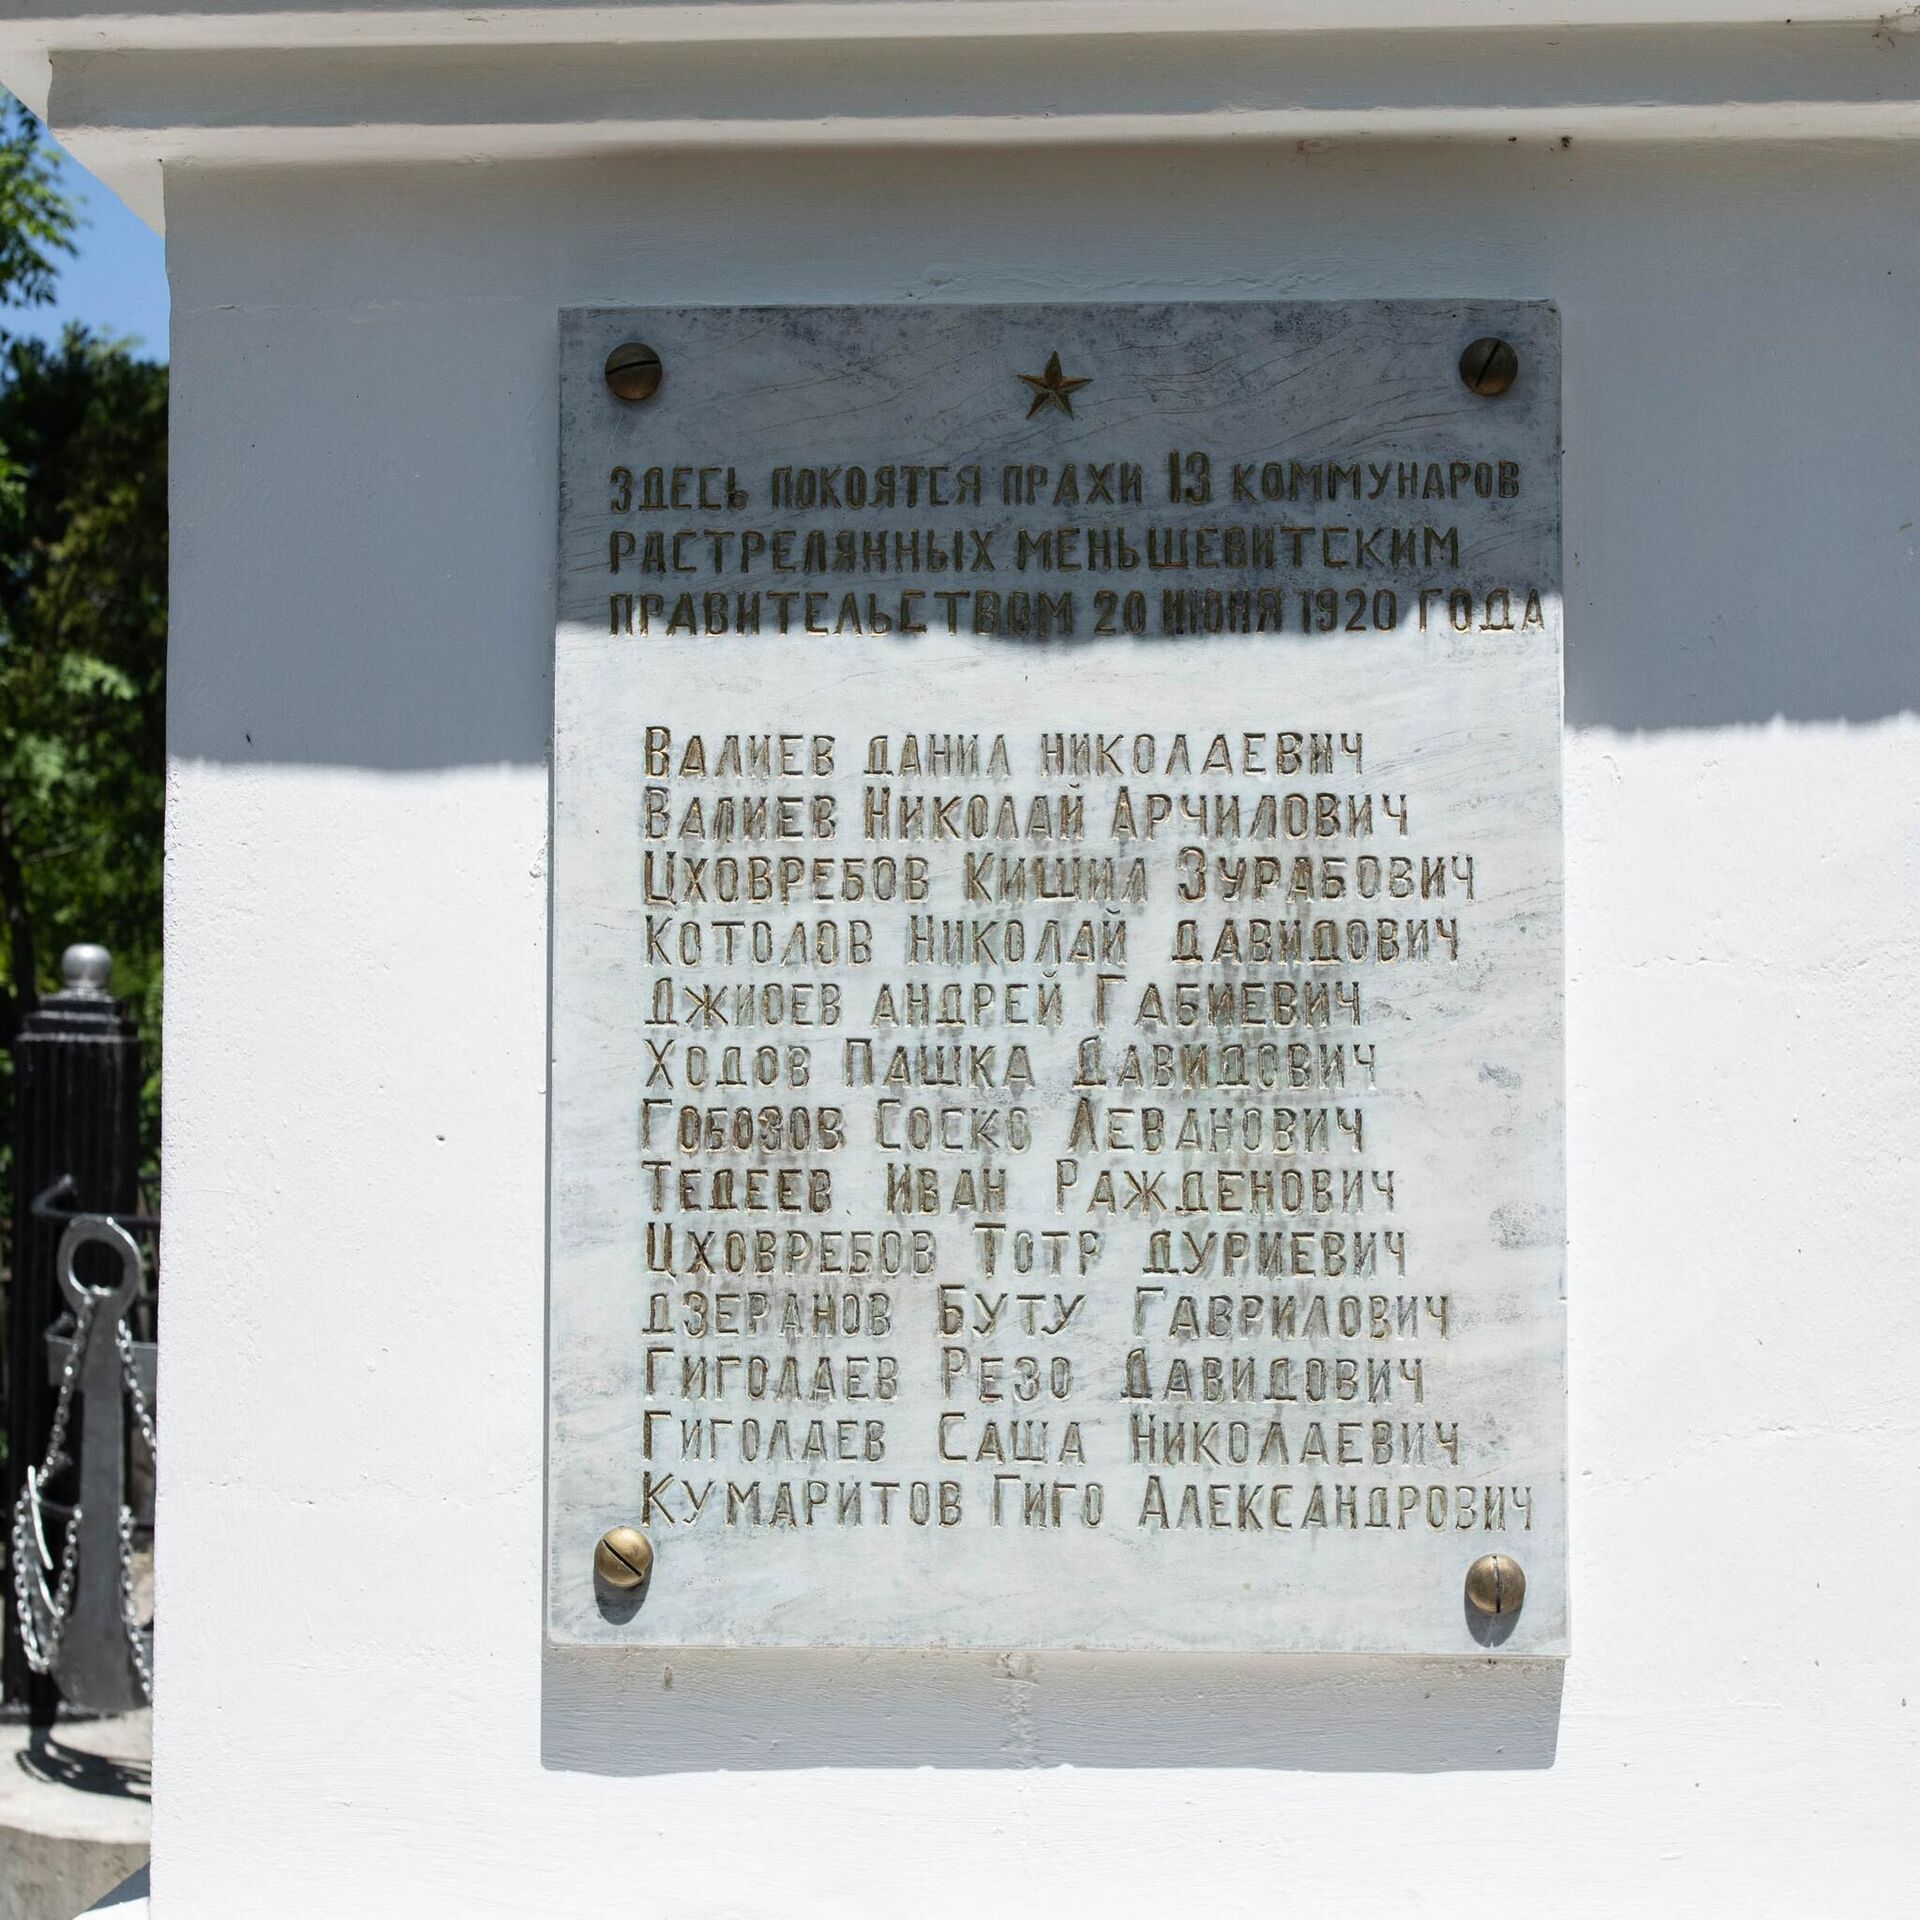 ЗДЕСЬ ПОКОЯТСЯ ПРАХИ 13 КОММУНАРОВ
РАСТРЕЛЯННЫХ МЕНЬШЕВИТСКИМ
ПРАВИТЕЛЬСТВОМ 20 ИЮНЯ 1920 ГОДА
ВАЛИЕВ ДАНИЛ НИКОЛАЕВИЧ
ВАЛИЕВ НИКОЛАЙ АРЧИЛОВИЧ
ЦХОВРЕБОВ КИШИЛ ЗУРАБОВИЧ
КОТОЛОВ НИКОЛАЙ ДАВИДОВИЧ
ДЖИОЕВ АНДРЕЙ ГАБИЕВИЧ
ХОДОВ ПАШКА ДАВИДОВИЧ
ГОБОЗОВ СОСКО ЛЕВАНОВИЧ
ТЕДЕЕВ ИВАН РАЖДЕНОВИЧ
ЦХОВРЕБОВ ТОТР ДУРИЕВИЧ
ДЗЕРАНОВ БУТУ ГАВРИЛОВИЧ
ГИГОЛАЕВ РЕЗО ДАВИДОВИЧ
ГИГОЛАЕВ САША НИКОЛАЕВИЧ
КУМАРИТОВ ГИГО АЛЕКСАНДРОВИЧ